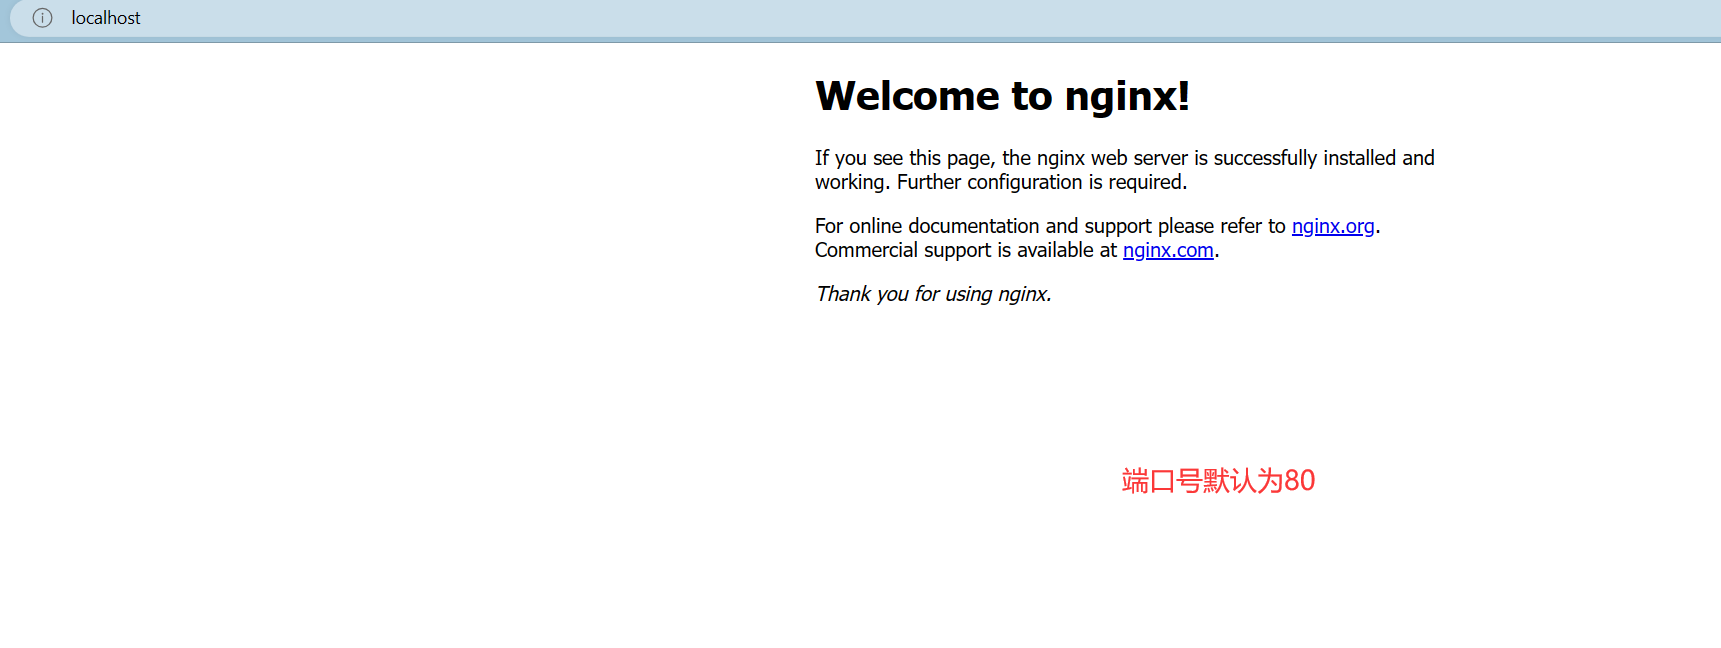 localhost
Welcome to nginx!
If you see this page, the nginx web server is successfully installed and
working. Further configuration is required.
For online documentation and support please refer to nginx.org.
Commercial support is available at nginx.com.
Thank you for using nginx.
端口号默认为80